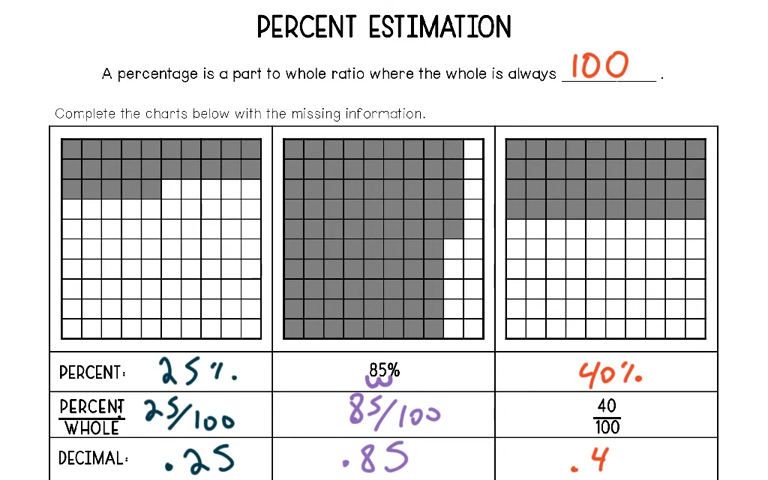 PERCENT ESTIMATION
A percentage is a part to whole ratio where the whole is always 100 .
Complete the charts below with the missing information.
PERCENT: 25% 85% 40%
PERCENT 25/100 85/100 40
WHOLE 100
DECIMAL: .25 .85 .4